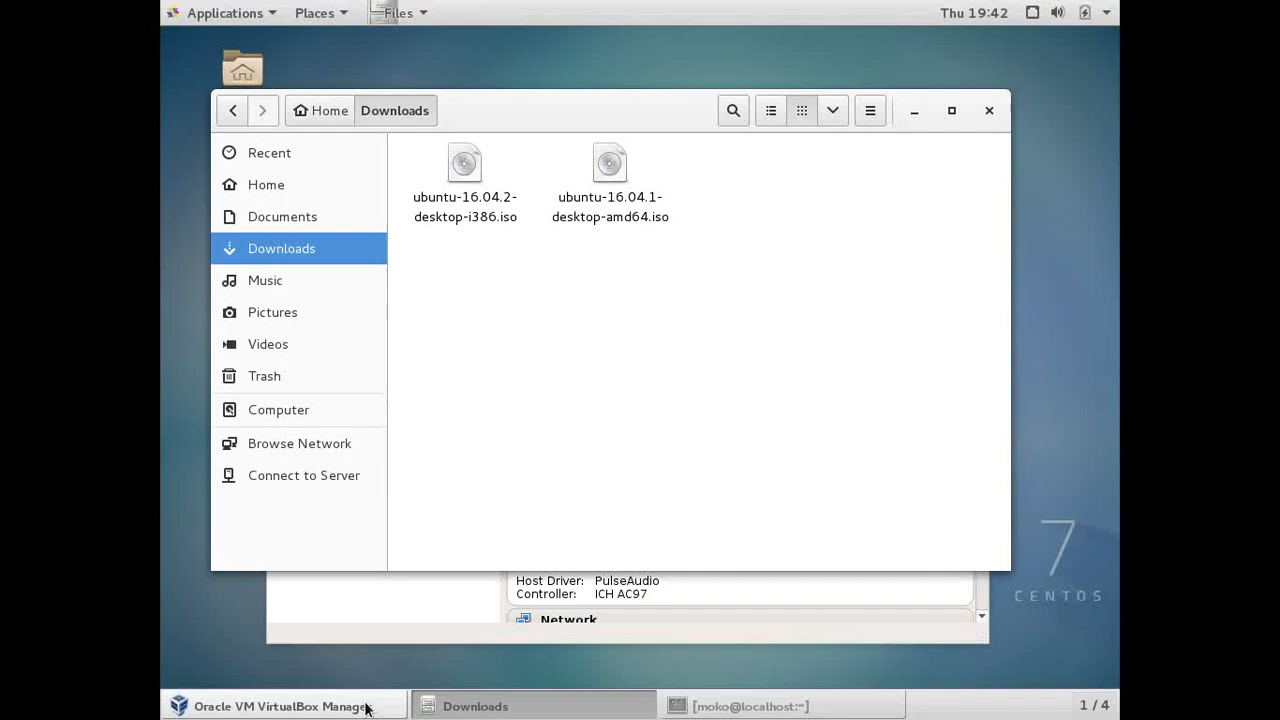 Applications Places Files Thu 19:42
Home Downloads
Recent
Home
Documents
Downloads
Music
Pictures
Videos
Trash
Computer
Browse Network
Connect to Server
ubuntu-16.04.2-
desktop-i386.iso
ubuntu-16.04.1-
desktop-amd64.iso
Host Driver: PulseAudio
Controller: ICH AC97
Network
7
CENTOS
Oracle VM VirtualBox Manager Downloads [moko@localhost:~] 1 / 4